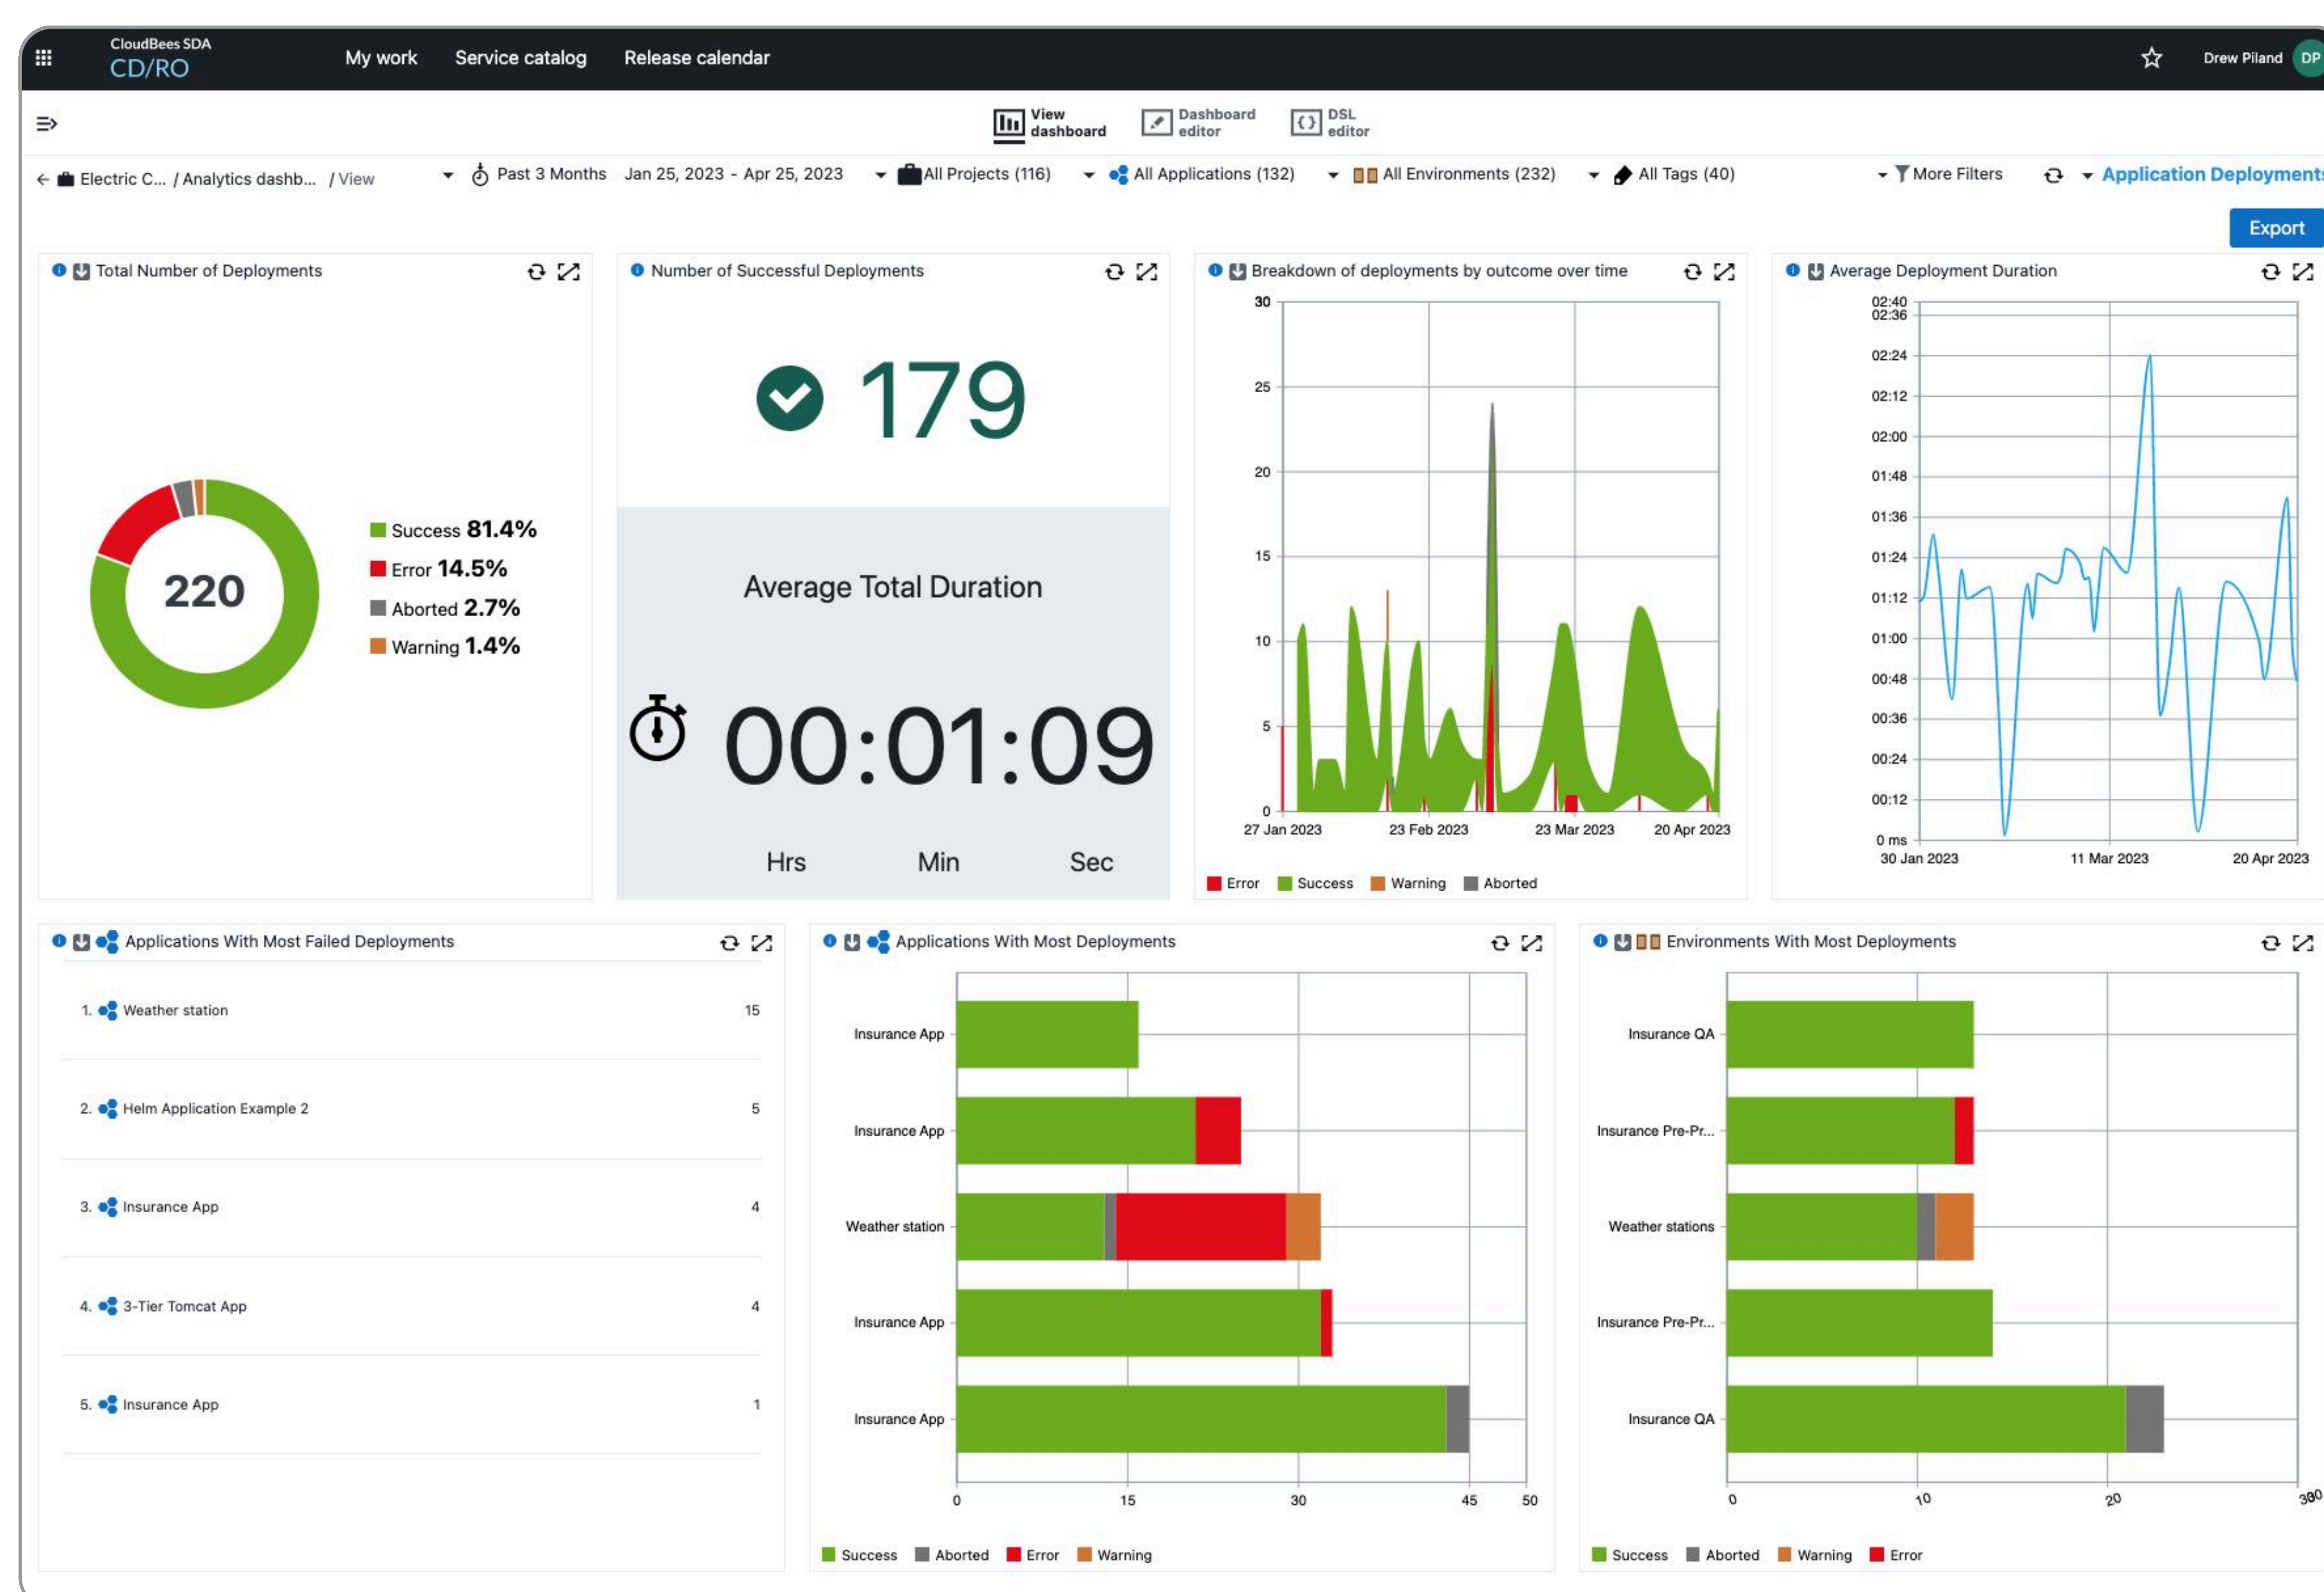 CloudBees SDA
CD/RO
My work Service catalog Release calendar
Drew Piland DP
View dashboard
Dashboard editor
DSL editor
Electric C... / Analytics dashb... / View
Past 3 Months Jan 25, 2023 - Apr 25, 2023
All Projects (116)
All Applications (132)
All Environments (232)
All Tags (40)
More Filters
Application Deployments
Export
Total Number of Deployments
220
Success 81.4%
Error 14.5%
Aborted 2.7%
Warning 1.4%
Number of Successful Deployments
179
Average Total Duration
00:01:09
Hrs Min Sec
Breakdown of deployments by outcome over time
30
25
20
15
10
5
0
27 Jan 2023 23 Feb 2023 23 Mar 2023 20 Apr 2023
Error Success Warning Aborted
Average Deployment Duration
02:40
02:36
02:24
02:12
02:00
01:48
01:36
01:24
01:12
01:00
00:48
00:36
00:24
00:12
0 ms
30 Jan 2023 11 Mar 2023 20 Apr 2023
Applications With Most Failed Deployments
1. Weather station 15
2. Helm Application Example 2 5
3. Insurance App 4
4. 3-Tier Tomcat App 4
5. Insurance App 1
Applications With Most Deployments
Insurance App
Insurance App
Weather station
Insurance App
Insurance App
0 15 30 45 50
Success Aborted Error Warning
Environments With Most Deployments
Insurance QA
Insurance Pre-Pr...
Weather stations
Insurance Pre-Pr...
Insurance QA
0 10 20
Success Aborted Warning Error